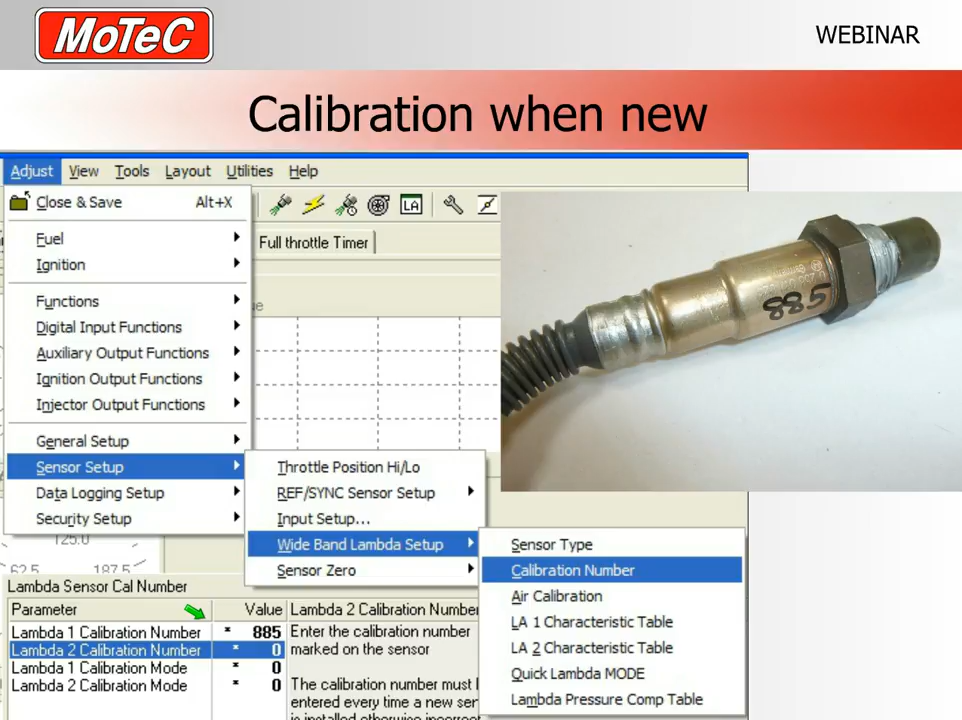 MoTeC
WEBINAR
Calibration when new
Adjust View Tools Layout Utilities Help
Close & Save Alt+X
LA
Fuel
Full throttle Timer
Ignition
Functions
Digital Input Functions
Auxiliary Output Functions
Ignition Output Functions
Injector Output Functions
General Setup
Sensor Setup
Data Logging Setup
Security Setup
Throttle Position Hi/Lo
REF/SYNC Sensor Setup
Input Setup...
Wide Band Lambda Setup
Sensor Zero
Sensor Type
Calibration Number
Air Calibration
LA 1 Characteristic Table
LA 2 Characteristic Table
Quick Lambda MODE
Lambda Pressure Comp Table
885
125.0
62.5 187.5
Lambda Sensor Cal Number
Parameter Value
Lambda 1 Calibration Number * 885
Lambda 2 Calibration Number * 0
Lambda 1 Calibration Mode * 0
Lambda 2 Calibration Mode * 0
Lambda 2 Calibration Number
Enter the calibration number
marked on the sensor
The calibration number must
entered every time a new sen
is installed otherwise incorrect